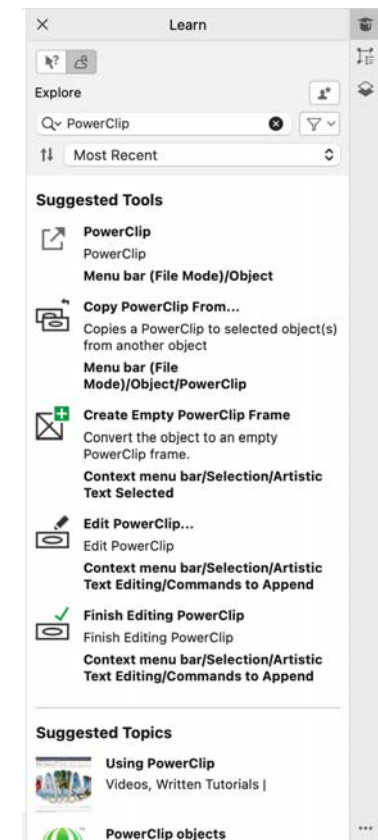 Learn
Explore
PowerClip
Most Recent
Suggested Tools
PowerClip
PowerClip
Menu bar (File Mode)/Object
Copy PowerClip From...
Copies a PowerClip to selected object(s)
from another object
Menu bar (File
Mode)/Object/PowerClip
Create Empty PowerClip Frame
Convert the object to an empty
PowerClip frame.
Context menu bar/Selection/Artistic
Text Selected
Edit PowerClip...
Edit PowerClip
Context menu bar/Selection/Artistic
Text Editing/Commands to Append
Finish Editing PowerClip
Finish Editing PowerClip
Context menu bar/Selection/Artistic
Text Editing/Commands to Append
Suggested Topics
Using PowerClip
Videos, Written Tutorials |
PowerClip objects